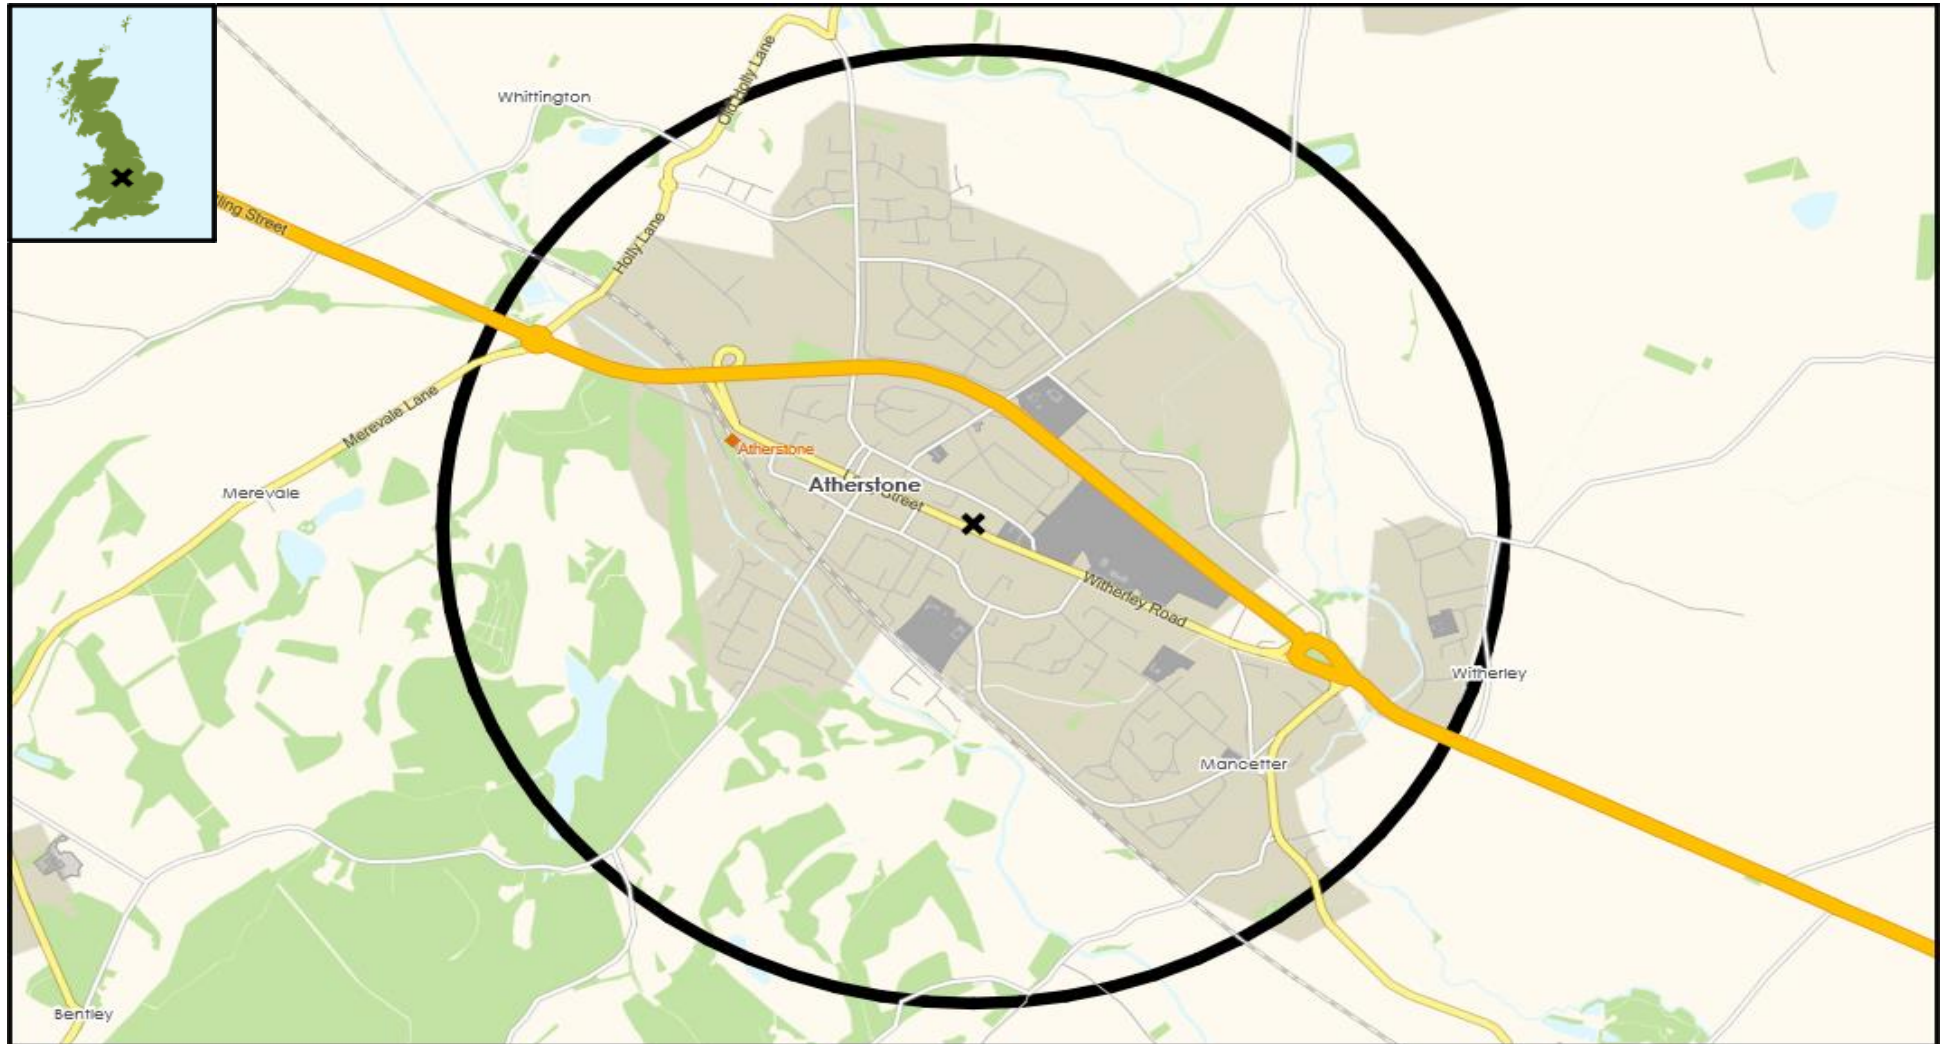 Old Holly Lane
Whittington
ling Street
Holly Lane
Merevale Lane
Atherstone
Atherstone
Street
Merevale
Witherley Road
Witherley
Mancetter
Bentley